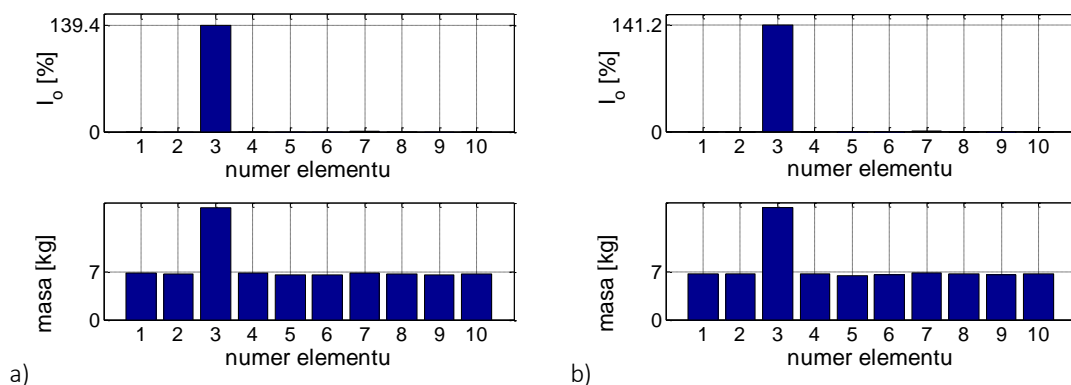 139.4
I_o [%]
0
1 2 3 4 5 6 7 8 9 10
numer elementu
masa [kg]
7
0
1 2 3 4 5 6 7 8 9 10
numer elementu
a)
141.2
I_o [%]
0
1 2 3 4 5 6 7 8 9 10
numer elementu
masa [kg]
7
0
1 2 3 4 5 6 7 8 9 10
numer elementu
b)